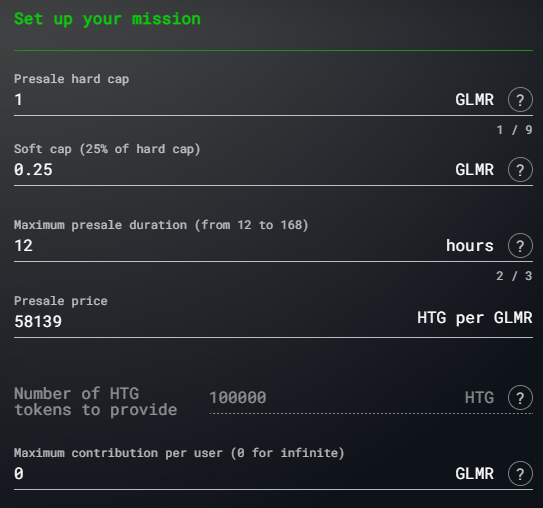 Set up your mission
Presale hard cap
1 GLMR ?
1 / 9
Soft cap (25% of hard cap)
0.25 GLMR ?
Maximum presale duration (from 12 to 168)
12 hours ?
2 / 3
Presale price
58139 HTG per GLMR
Number of HTG
tokens to provide 100000 HTG ?
Maximum contribution per user (0 for infinite)
0 GLMR ?